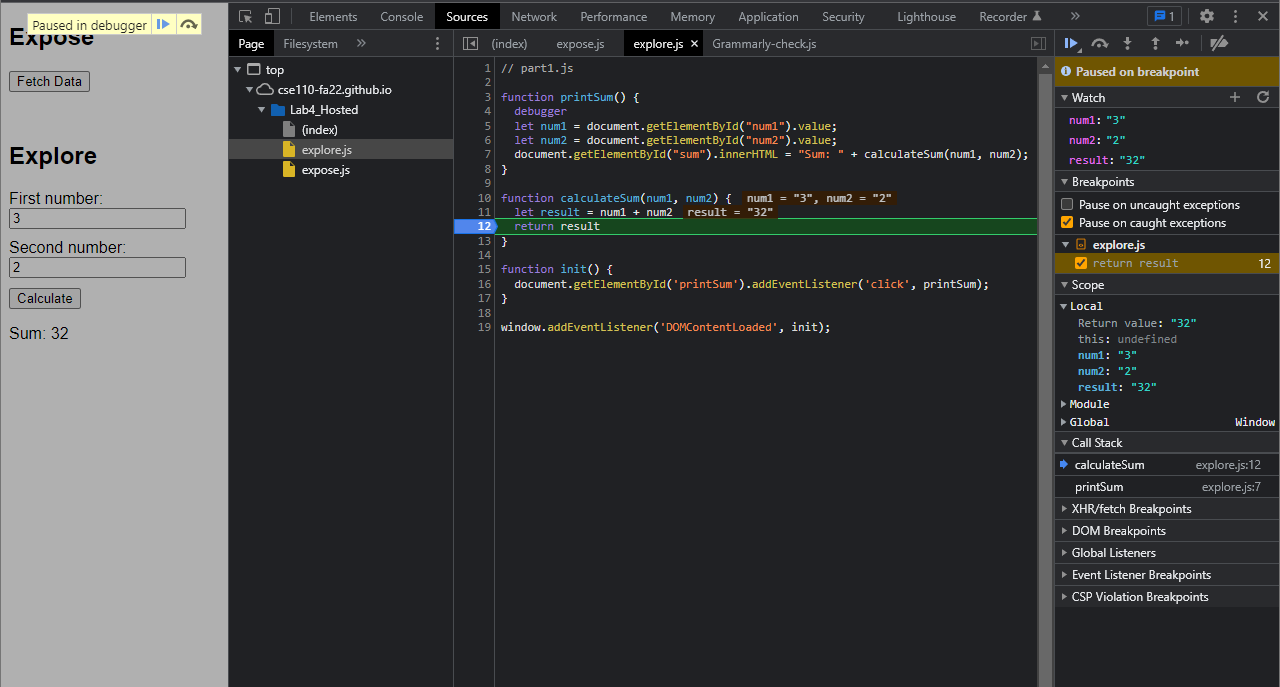 Paused in debugger
Expose
Fetch Data
Explore
First number:
3
Second number:
2
Calculate
Sum: 32
Elements Console Sources Network Performance Memory Application Security Lighthouse Recorder 1
Page Filesystem
top
cse110-fa22.github.io
Lab4_Hosted
(index)
explore.js
expose.js
(index) expose.js explore.js Grammarly-check.js
1 // part1.js
2
3 function printSum() {
4 debugger
5 let num1 = document.getElementById("num1").value;
6 let num2 = document.getElementById("num2").value;
7 document.getElementById("sum").innerHTML = "Sum: " + calculateSum(num1, num2);
8 }
9
10 function calculateSum(num1, num2) { num1 = "3", num2 = "2"
11 let result = num1 + num2 result = "32"
12 return result
13 }
14
15 function init() {
16 document.getElementById('printSum').addEventListener('click', printSum);
17 }
18
19 window.addEventListener('DOMContentLoaded', init);
Paused on breakpoint
Watch
num1: "3"
num2: "2"
result: "32"
Breakpoints
Pause on uncaught exceptions
Pause on caught exceptions
explore.js
return result 12
Scope
Local
Return value: "32"
this: undefined
num1: "3"
num2: "2"
result: "32"
Module
Global Window
Call Stack
calculateSum explore.js:12
printSum explore.js:7
XHR/fetch Breakpoints
DOM Breakpoints
Global Listeners
Event Listener Breakpoints
CSP Violation Breakpoints